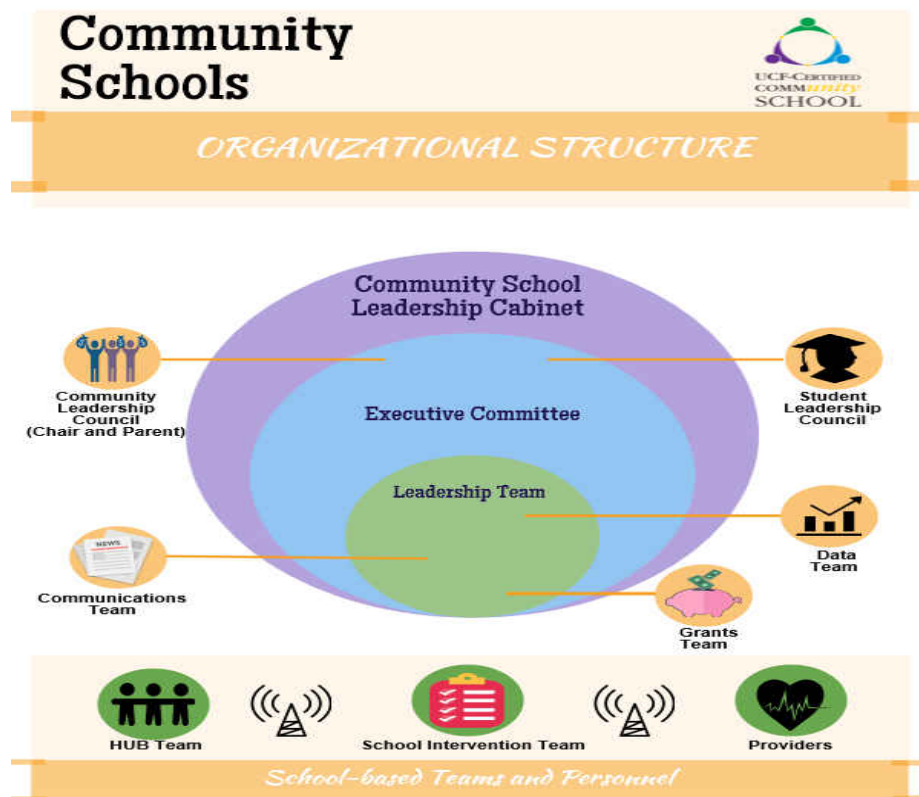 Community
Schools
UCF-CERTIFIED
COMMunity
SCHOOL
ORGANIZATIONAL STRUCTURE
Community School
Leadership Cabinet
Community
Leadership
Council
(Chair and Parent)
Executive Committee
Student
Leadership
Council
Leadership Team
NEWS
Communications
Team
Data
Team
Grants
Team
HUB Team
School Intervention Team
Providers
School-based Teams and Personnel